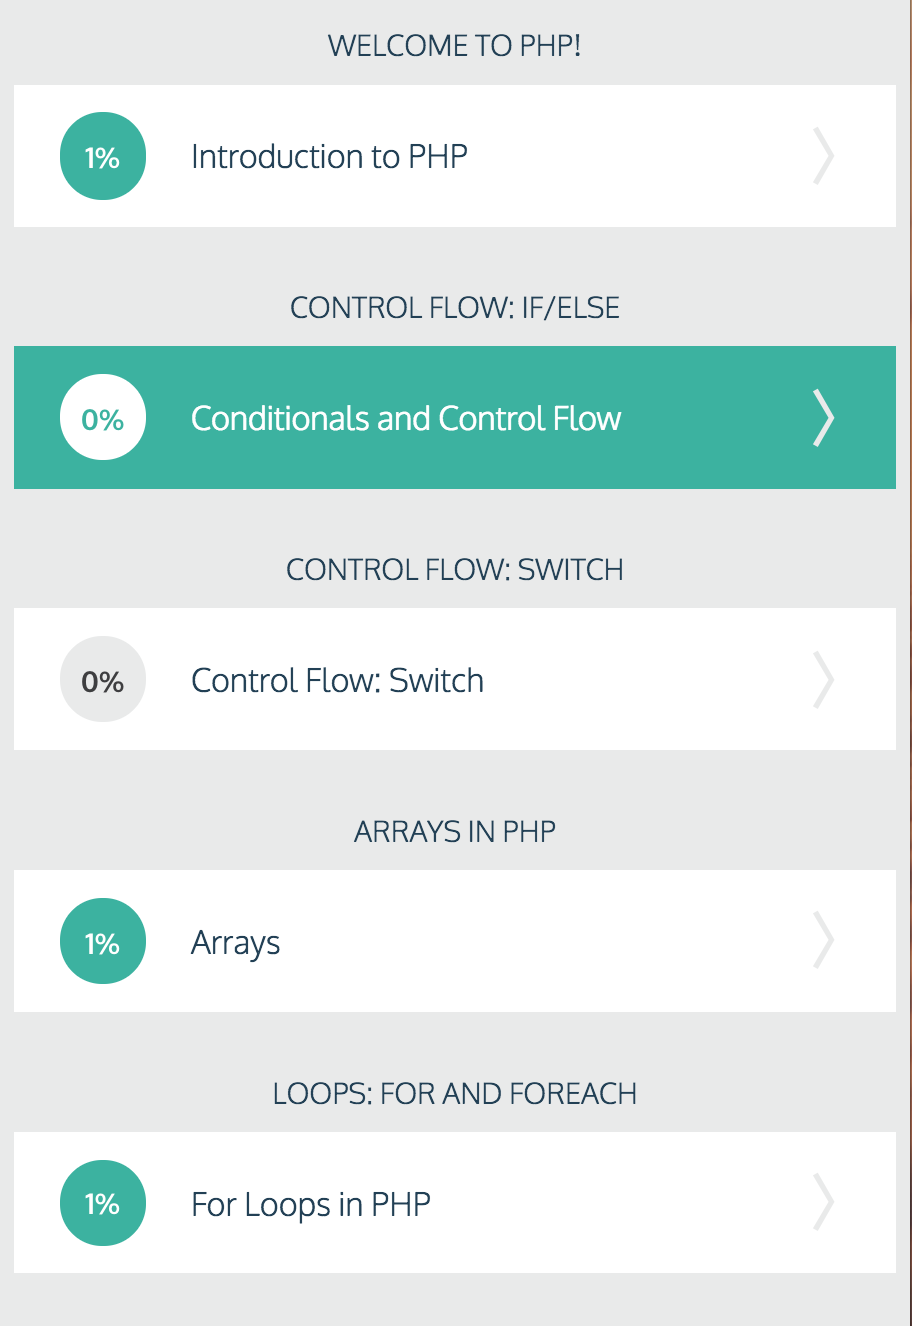 WELCOME TO PHP!
1%
Introduction to PHP
CONTROL FLOW: IF/ELSE
0%
Conditionals and Control Flow
CONTROL FLOW: SWITCH
0%
Control Flow: Switch
ARRAYS IN PHP
1%
Arrays
LOOPS: FOR AND FOREACH
1%
For Loops in PHP